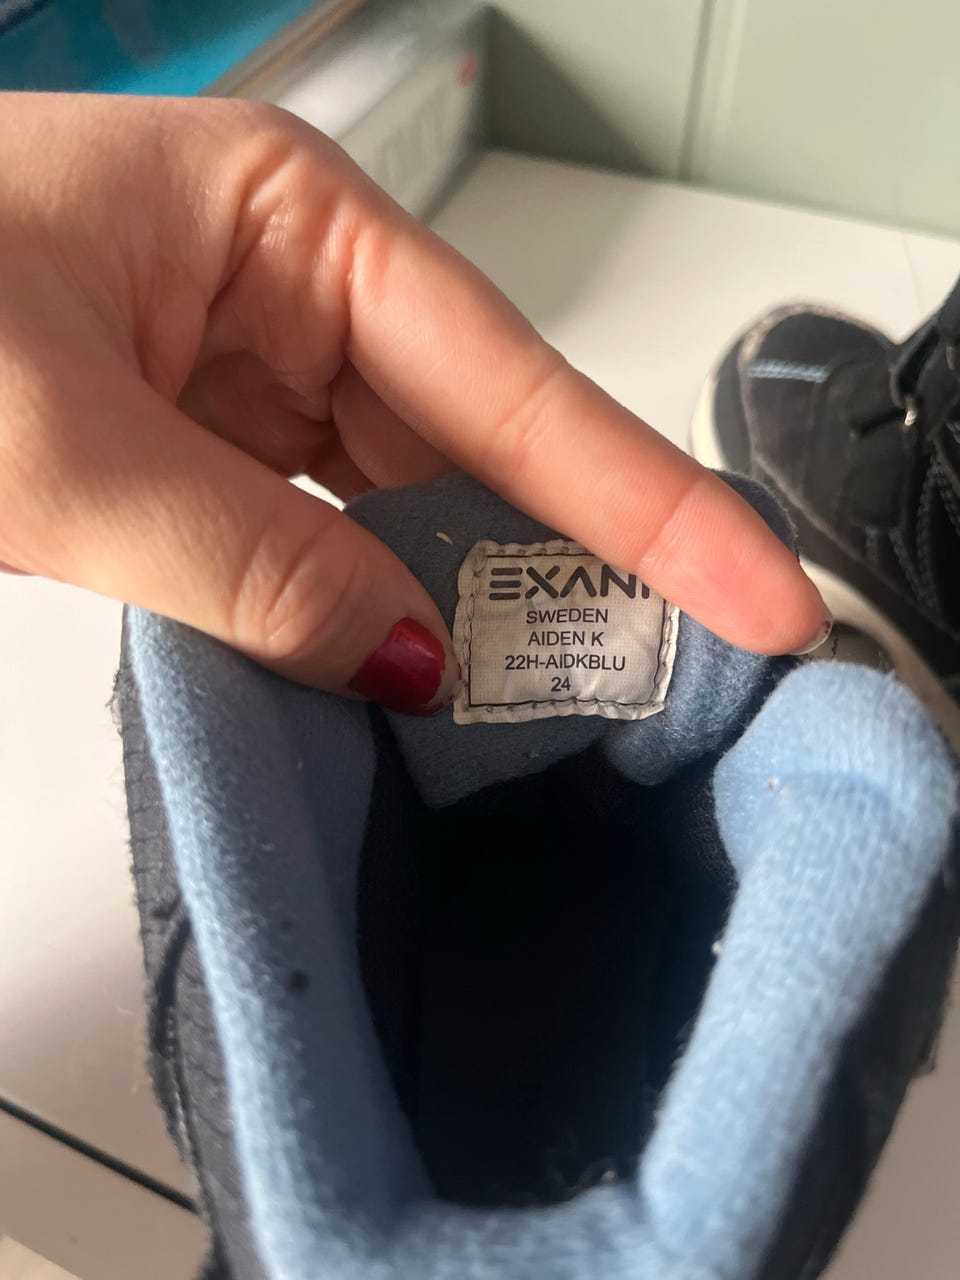 EXANI
SWEDEN
AIDEN K
22H-AIDKBLU
24